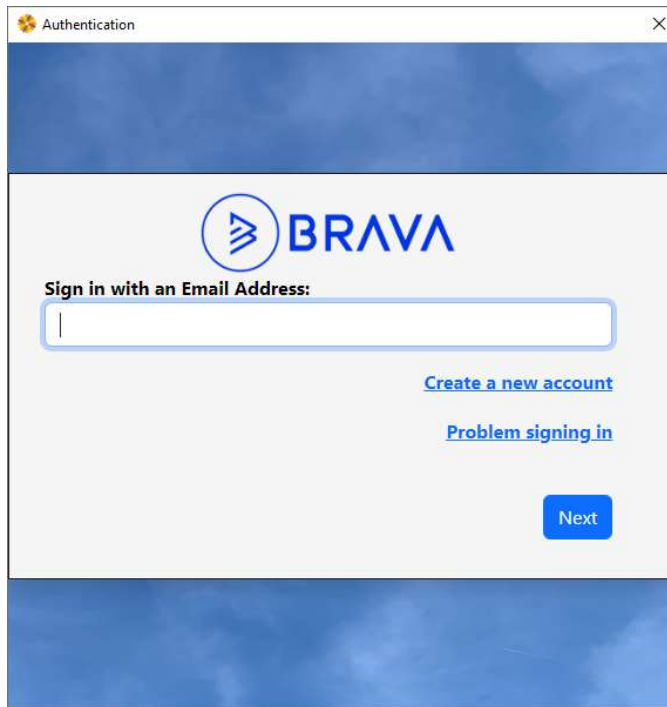 Authentication
BRAVA
Sign in with an Email Address:
Create a new account
Problem signing in
Next